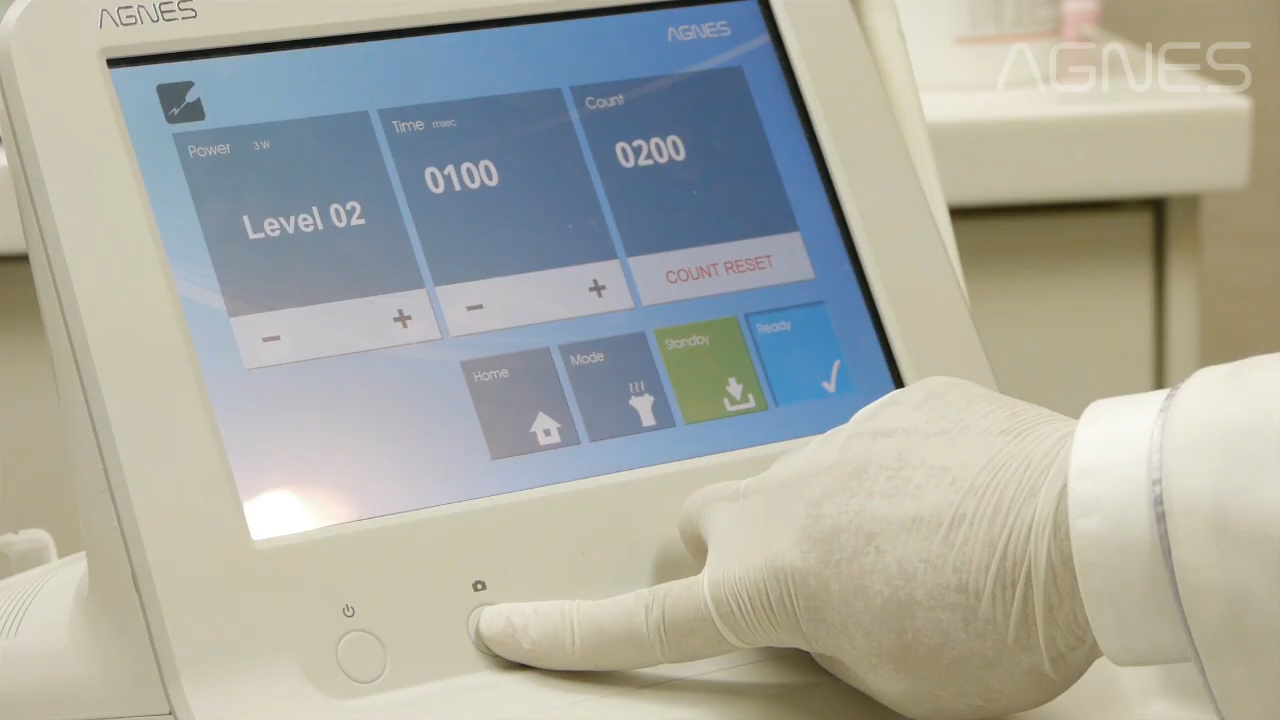 AGNES
AGNES
AGNES
Power 3 W
Level 02
- +
Time msec
0100
- +
Count
0200
COUNT RESET
Home
Mode
Standby
Ready